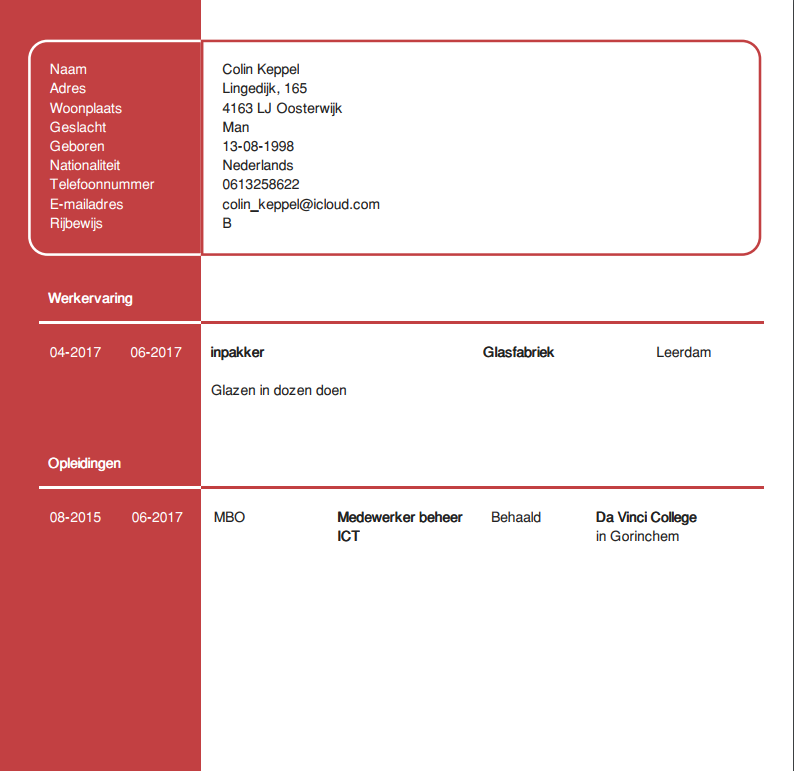 Naam Colin Keppel
Adres Lingedijk, 165
Woonplaats 4163 LJ Oosterwijk
Geslacht Man
Geboren 13-08-1998
Nationaliteit Nederlands
Telefoonnummer 0613258622
E-mailadres colin_keppel@icloud.com
Rijbewijs B
Werkervaring
04-2017 06-2017 inpakker Glasfabriek Leerdam
Glazen in dozen doen
Opleidingen
08-2015 06-2017 MBO Medewerker beheer Behaald Da Vinci College
ICT in Gorinchem